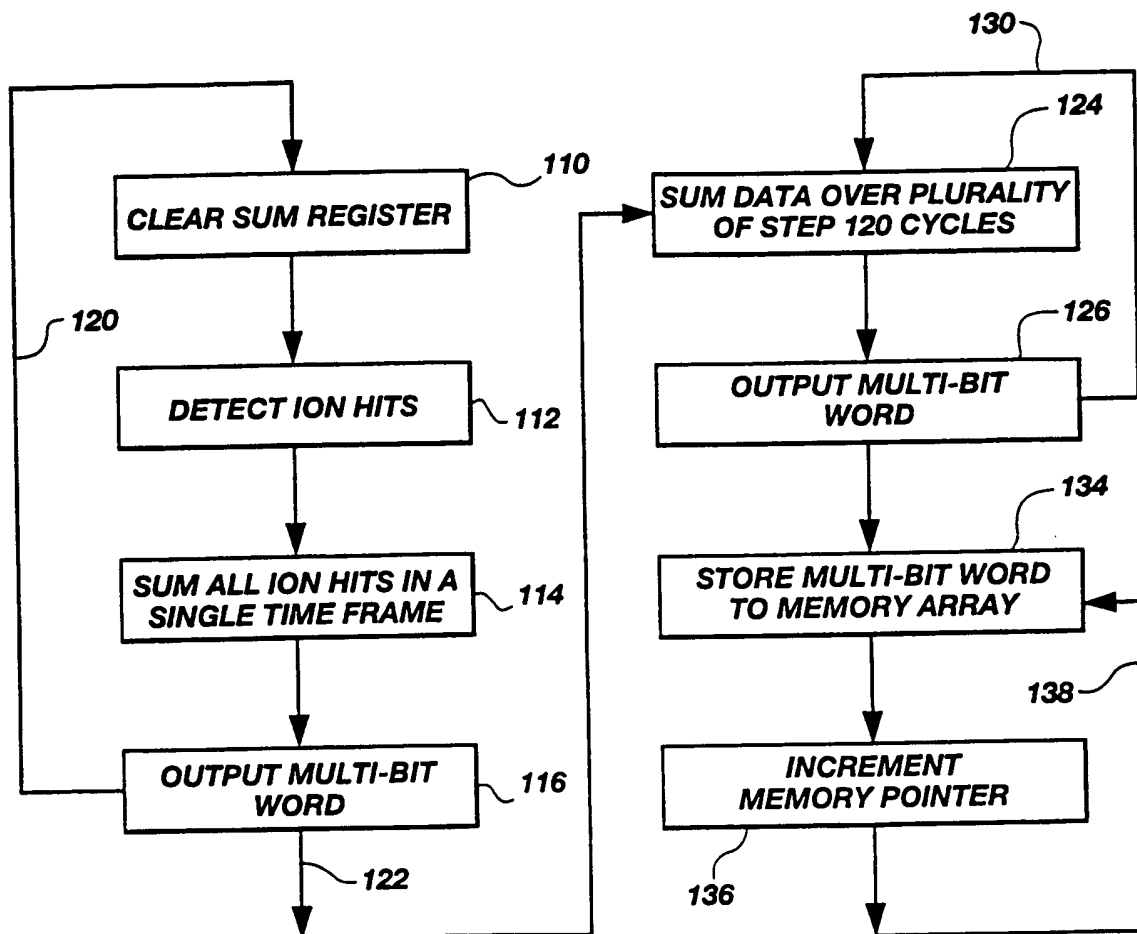 130
124
110
CLEAR SUM REGISTER
SUM DATA OVER PLURALITY
OF STEP 120 CYCLES
120
126
DETECT ION HITS
112
OUTPUT MULTI-BIT
WORD
134
SUM ALL ION HITS IN A
SINGLE TIME FRAME
114
STORE MULTI-BIT WORD
TO MEMORY ARRAY
138
OUTPUT MULTI-BIT
WORD
116
INCREMENT
MEMORY POINTER
122
136